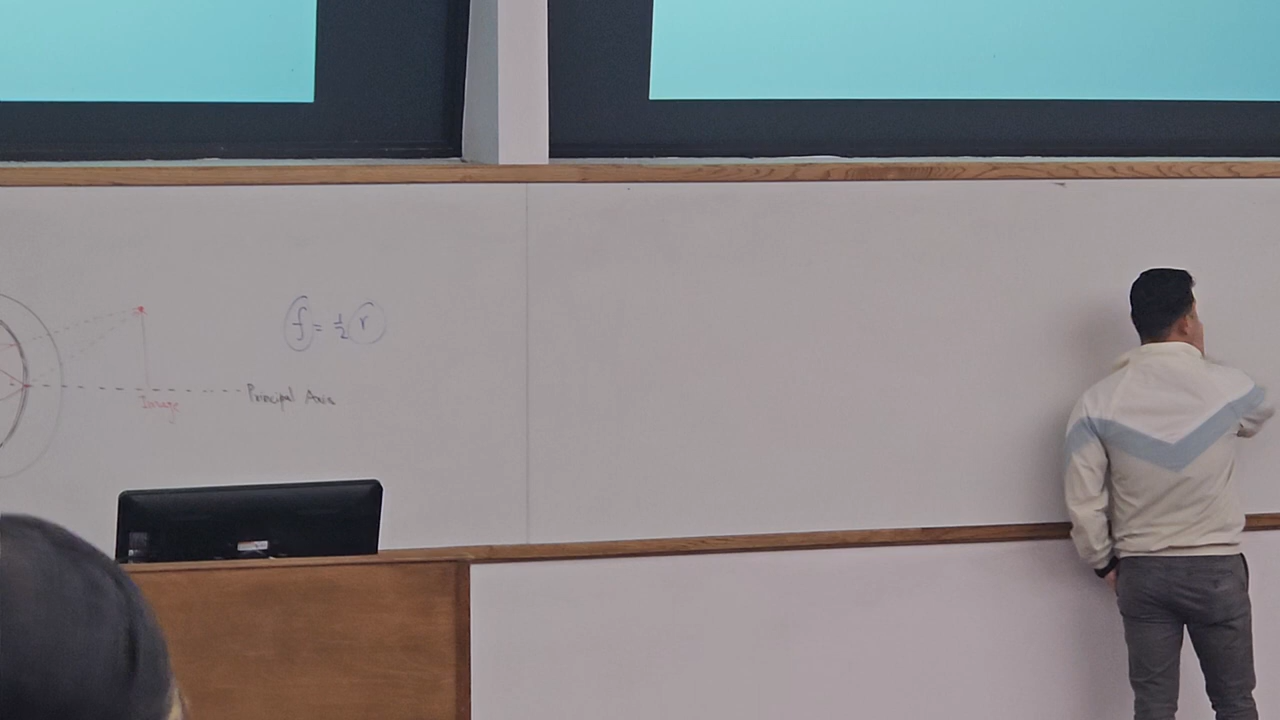 f = ½ r
Principal Axis
Image